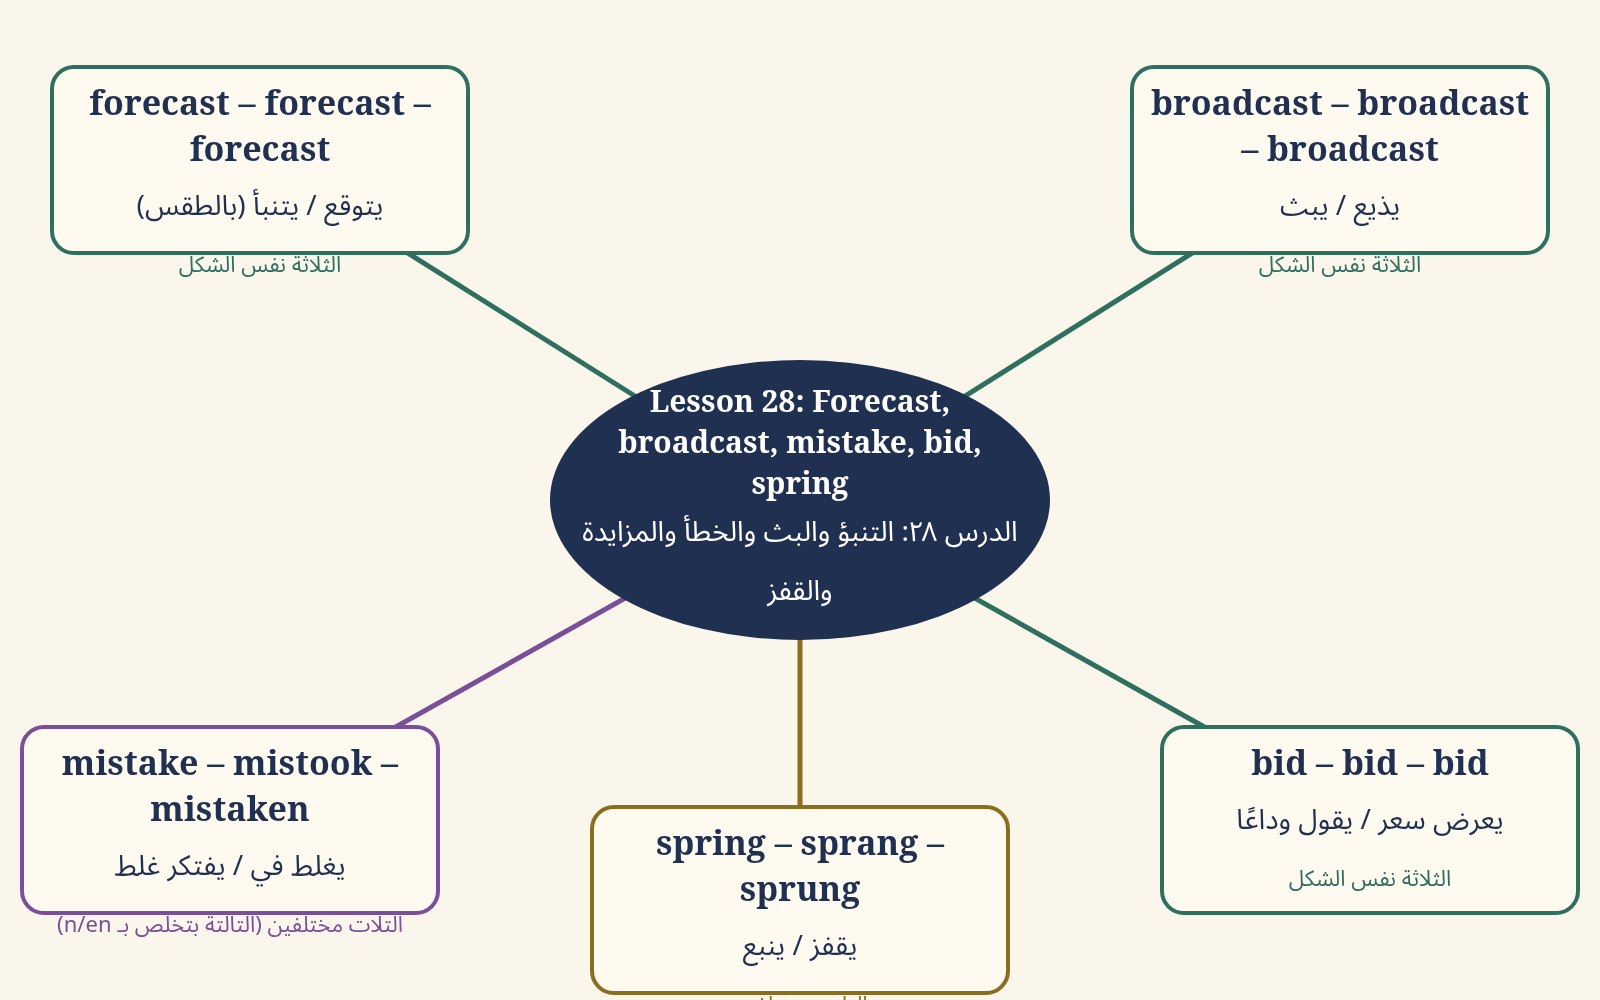 forecast – forecast –
forecast
يتوقع / يتنبأ (بالطقس)
الثلاثة نفس الشكل
broadcast – broadcast
– broadcast
يذيع / يبث
الثلاثة نفس الشكل
Lesson 28: Forecast,
broadcast, mistake, bid,
spring
الدرس ٢٨: التنبؤ والبث والخطأ والمزايدة
والقفز
mistake – mistook –
mistaken
يغلط في / يفتكر غلط
التلات مختلفين (التالتة بتخلص بـ n/en)
spring – sprang –
sprung
يقفز / ينبع
bid – bid – bid
يعرض سعر / يقول وداعًا
الثلاثة نفس الشكل